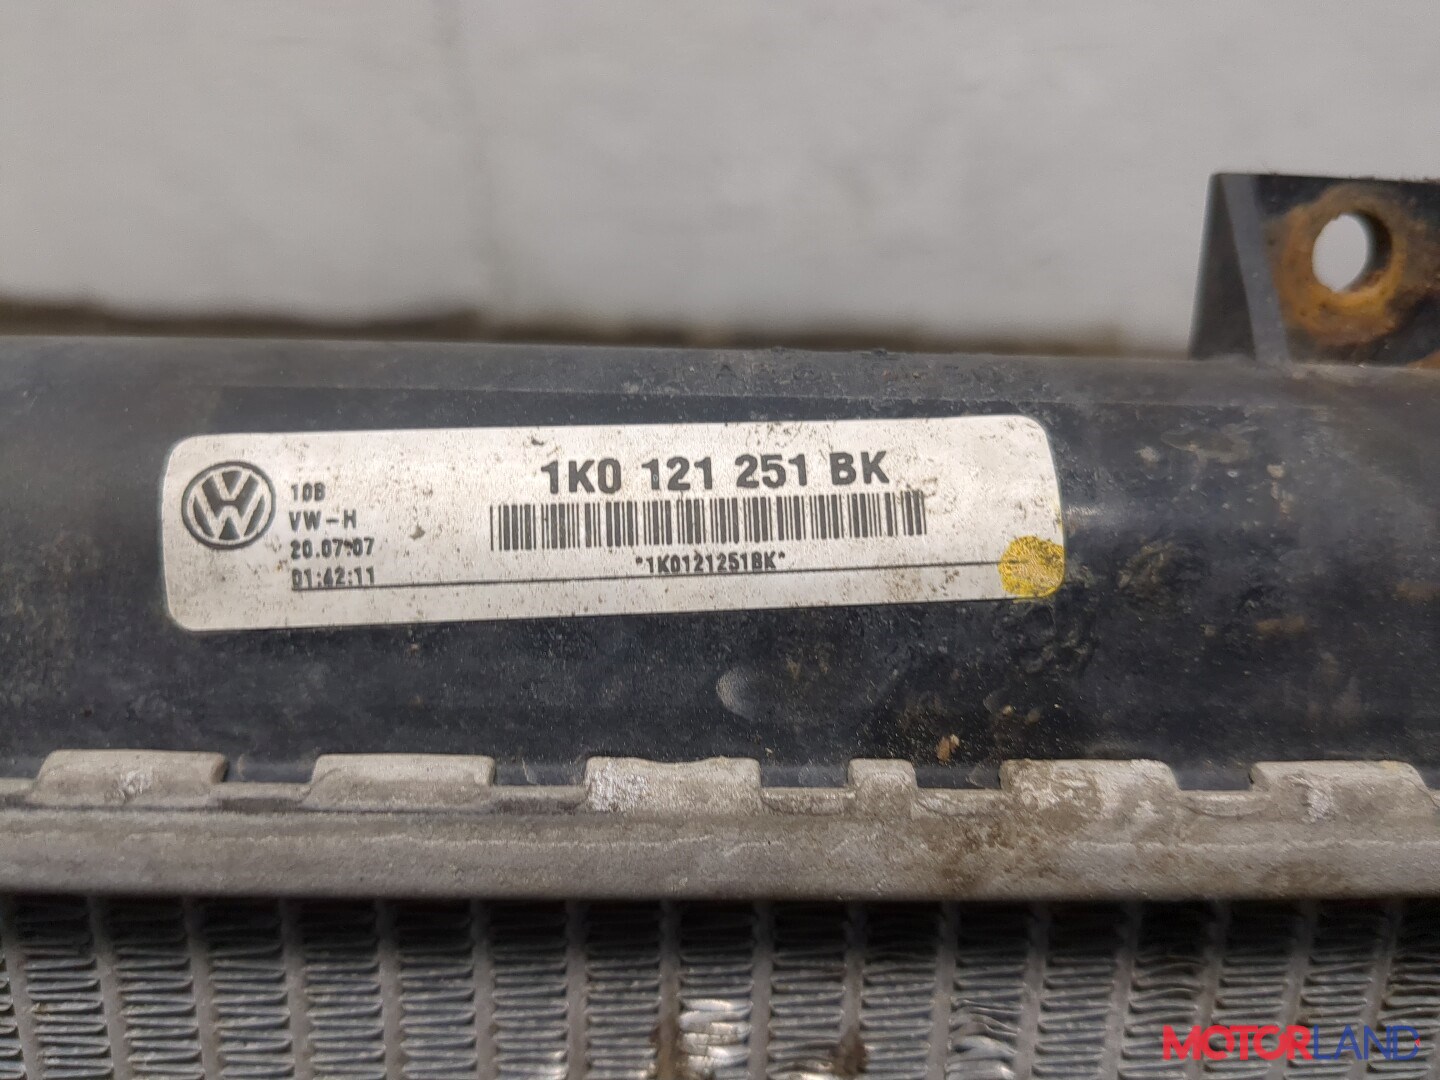 1K0 121 251 BK
10B
VW-H
20.07.07
01:42:11
*1K0121251BK*
MOTORLAND